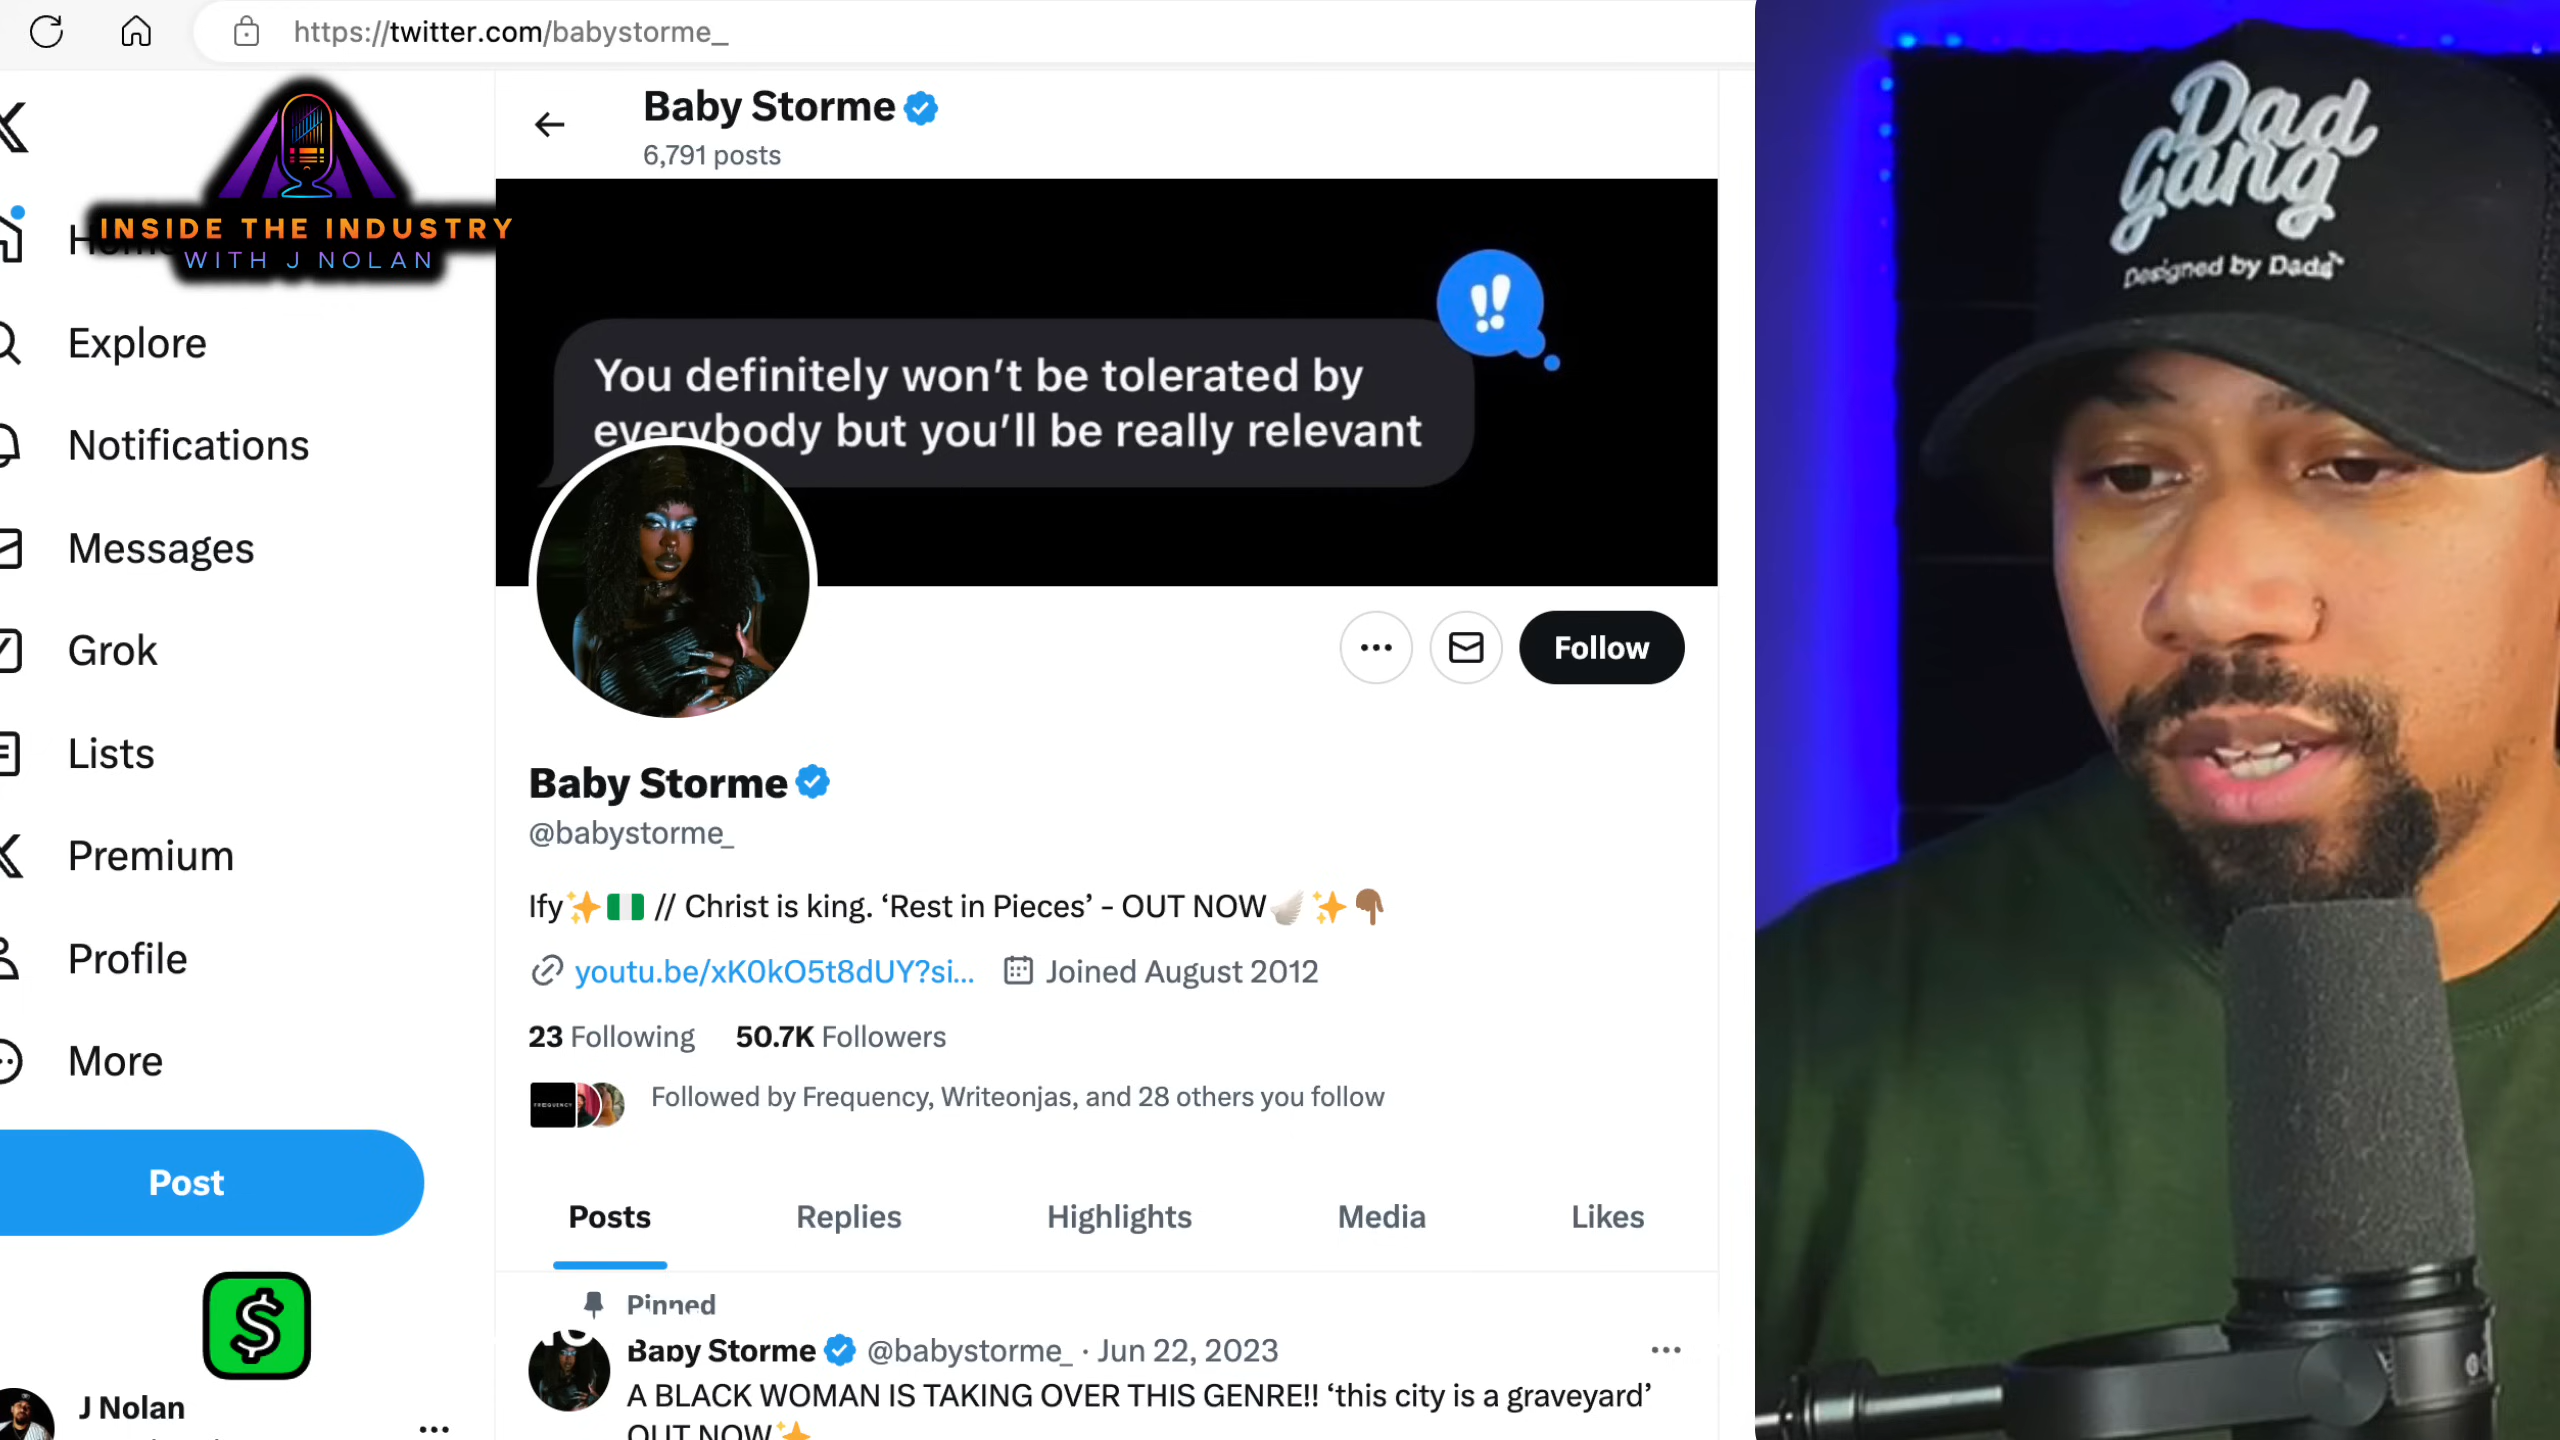 https://twitter.com/babystorme_
Baby Storme
6,791 posts
INSIDE THE INDUSTRY
WITH J NOLAN
Explore
Notifications
Messages
Grok
Lists
Premium
Profile
More
Post
J Nolan
You definitely won't be tolerated by
everybody but you'll be really relevant
Follow
Baby Storme
@babystorme_
Ify✨🇳🇬 // Christ is king. 'Rest in Pieces' - OUT NOW🪽✨👇🏾
youtu.be/xK0kO5t8dUY?si... Joined August 2012
23 Following 50.7K Followers
FREQUENCY
Followed by Frequency, Writeonjas, and 28 others you follow
Posts Replies Highlights Media Likes
Pinned
Baby Storme @babystorme_ · Jun 22, 2023
A BLACK WOMAN IS TAKING OVER THIS GENRE!! 'this city is a graveyard'
OUT NOW✨
Dad
Gang
Designed by Dads